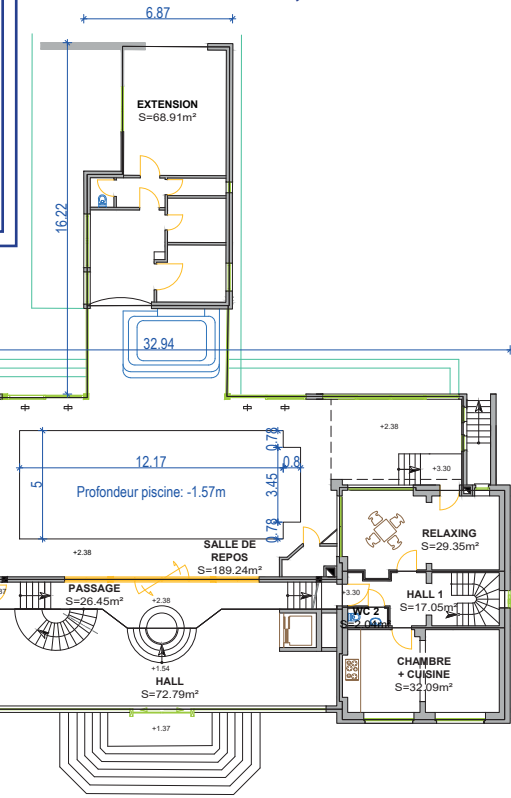 6.87
EXTENSION
S=68.91m²
16.22
32.94
+2.38
12.17
0.78
0.8
+3.30
5
3.45
Profondeur piscine: -1.57m
0.78
RELAXING
S=29.35m²
+2.38
SALLE DE
REPOS
S=189.24m²
PASSAGE
S=26.45m²
+2.38
+3.30
HALL 1
S=17.05m²
WC 2
+1.54
HALL
S=72.79m²
CHAMBRE
+ CUISINE
S=32.09m²
+1.37